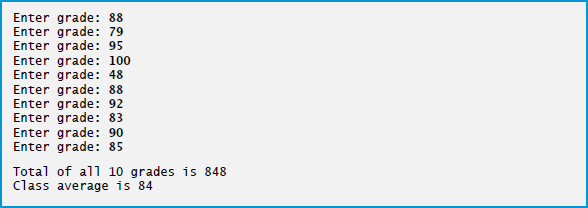 Enter grade: 88
Enter grade: 79
Enter grade: 95
Enter grade: 100
Enter grade: 48
Enter grade: 88
Enter grade: 92
Enter grade: 83
Enter grade: 90
Enter grade: 85
Total of all 10 grades is 848
Class average is 84